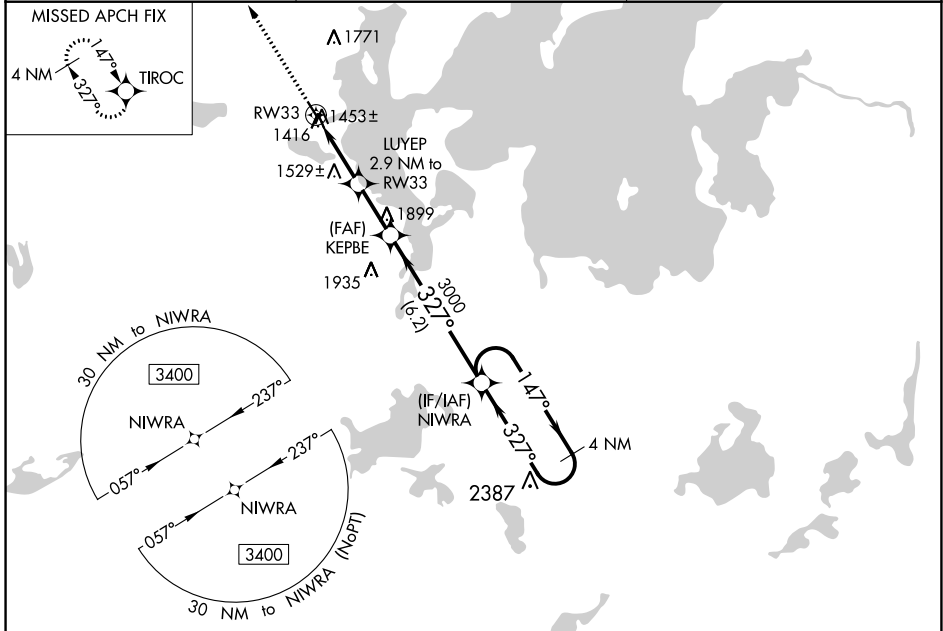 MISSED APCH FIX
147°
4 NM
TIROC
327°
1771
RW33
1453±
1416
LUYEP
2.9 NM to
RW33
1529±
1899
(FAF)
KEPBE
1935
3000
327°
(6.2)
30 NM to NIWRA
3400
237°
NIWRA
057°
(IF/IAF)
NIWRA
147°
327°
4 NM
2387
237°
NIWRA
057°
3400
30 NM to NIWRA (NoPT)